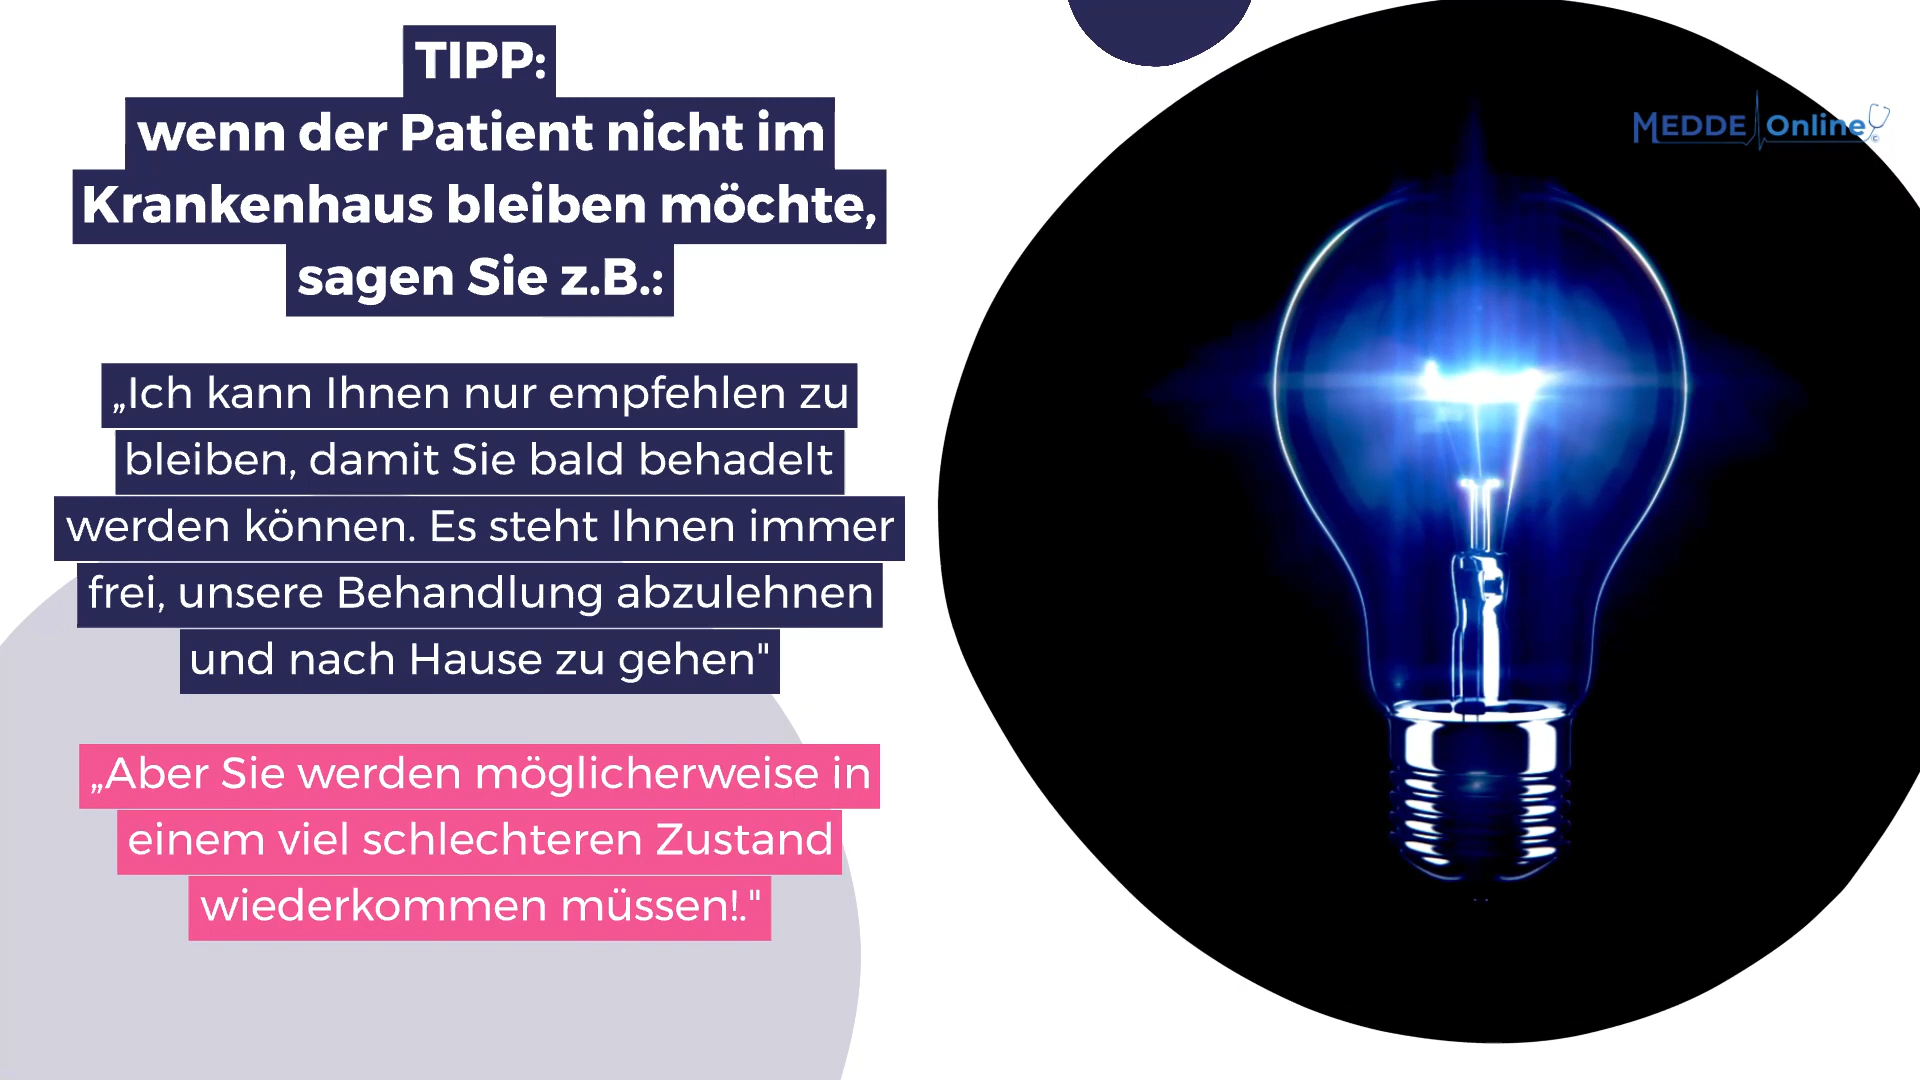 TIPP:
wenn der Patient nicht im
Krankenhaus bleiben möchte,
sagen Sie z.B.:
„Ich kann Ihnen nur empfehlen zu
bleiben, damit Sie bald behadelt
werden können. Es steht Ihnen immer
frei, unsere Behandlung abzulehnen
und nach Hause zu gehen"
„Aber Sie werden möglicherweise in
einem viel schlechteren Zustand
wiederkommen müssen!."
MEDDE Online©